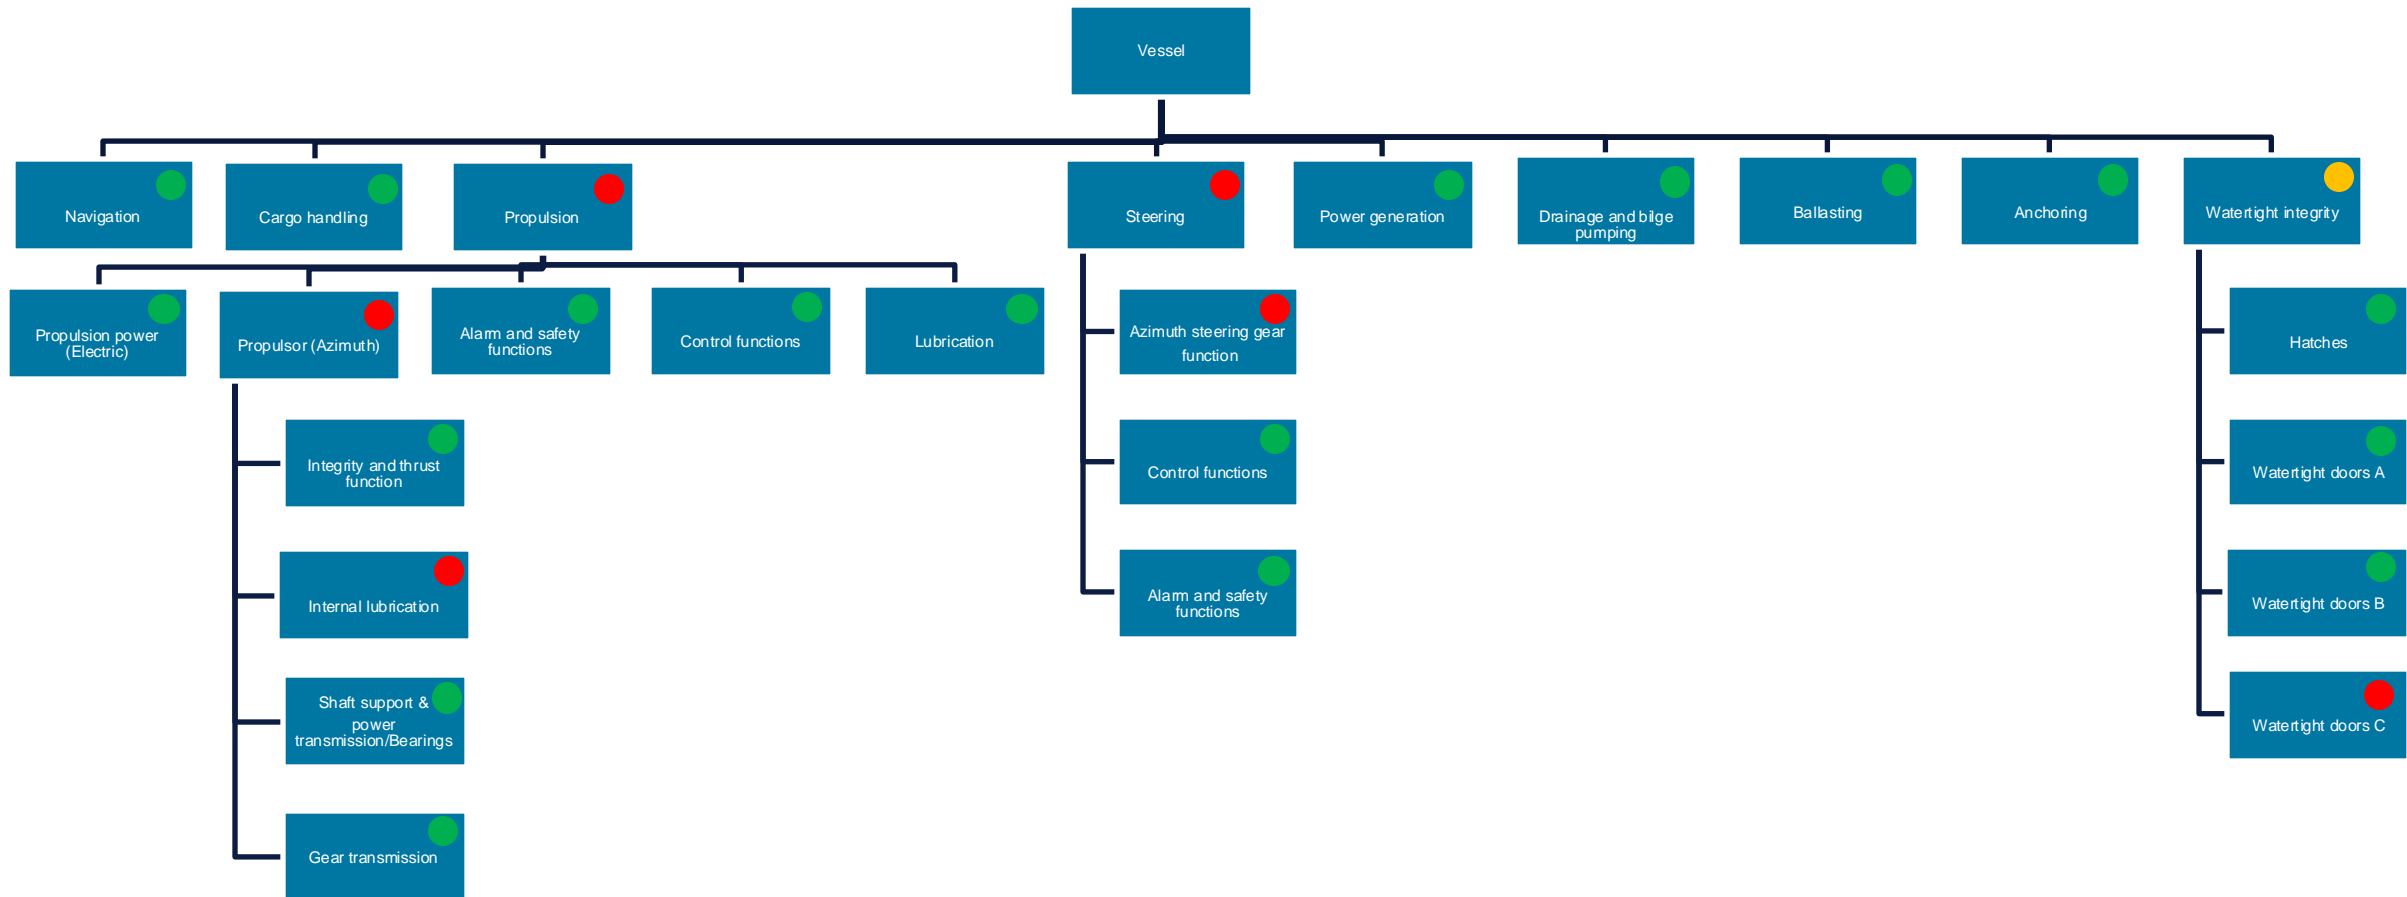 Vessel
Navigation
Cargo handling
Propulsion
Steering
Power generation
Drainage and bilge
pumping
Ballasting
Anchoring
Watertight integrity
Propulsion power
(Electric)
Propulsor (Azimuth)
Alarm and safety
functions
Control functions
Lubrication
Azimuth steering gear
function
Hatches
Integrity and thrust
function
Control functions
Watertight doors A
Internal lubrication
Alarm and safety
functions
Watertight doors B
Shaft support &
power
transmission/Bearings
Watertight doors C
Gear transmission